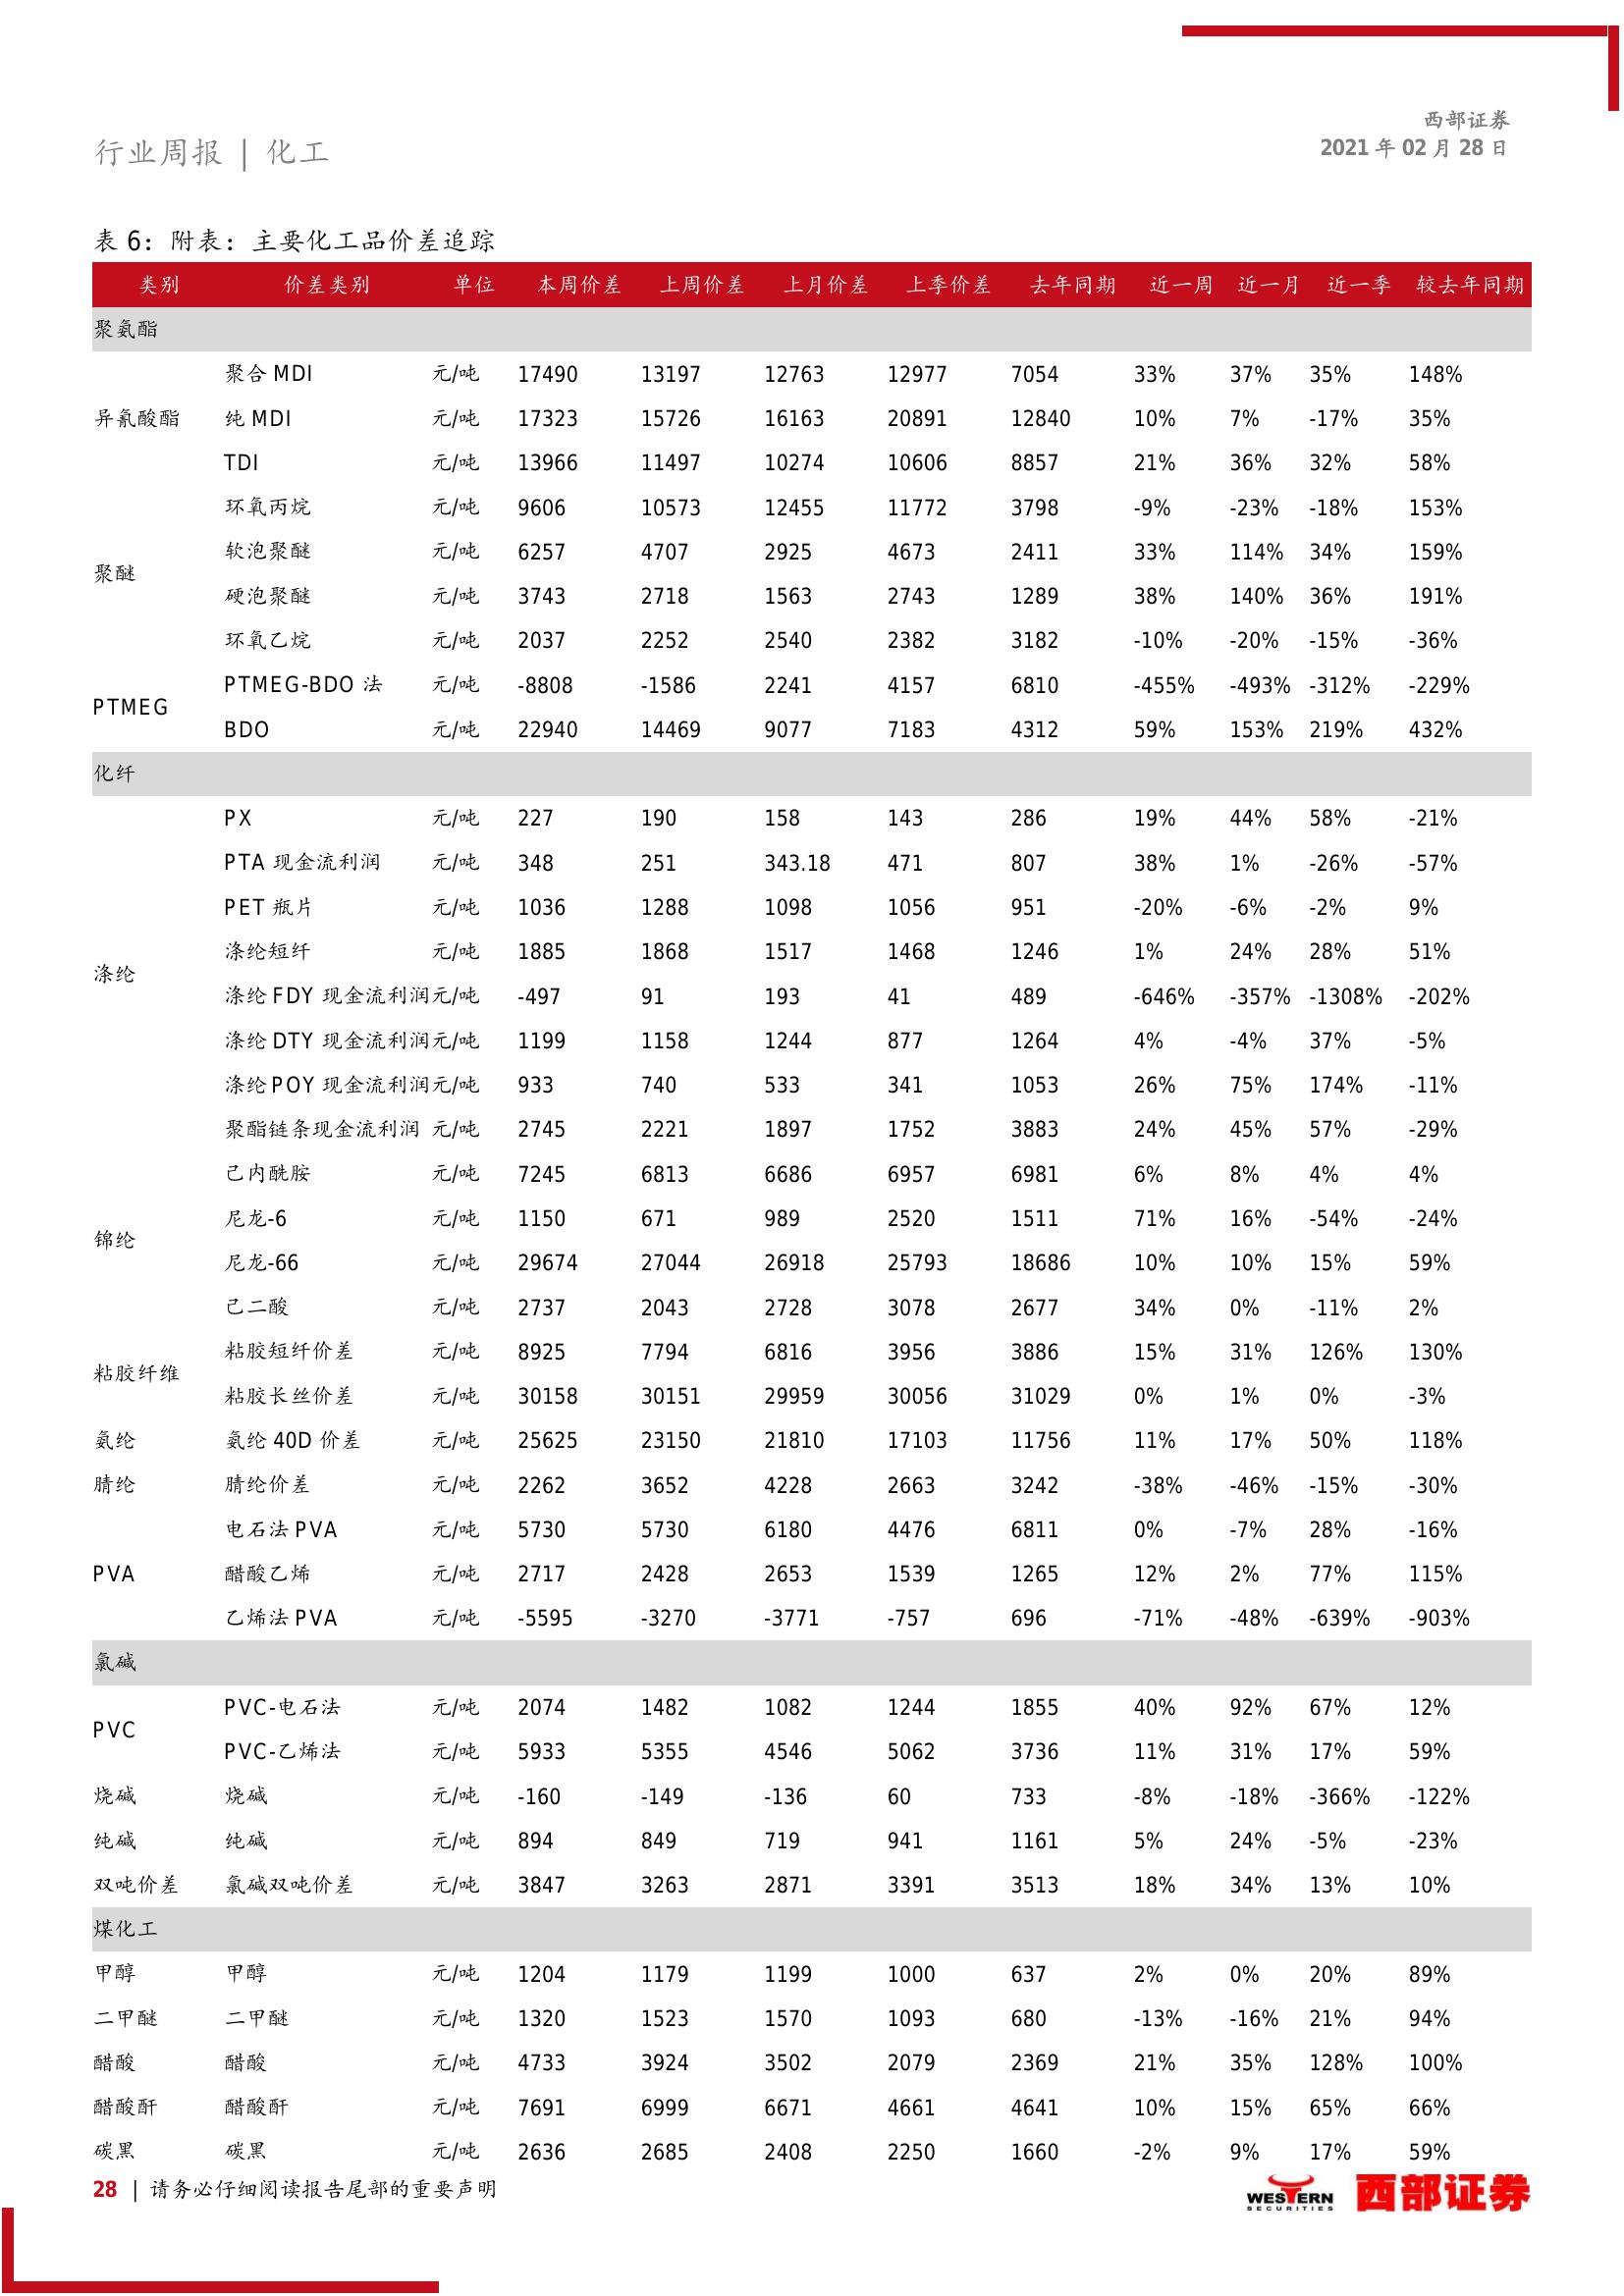 西部证券
2021 年 02 月 28 日
行业周报 | 化工
表 6：附表：主要化工品价差追踪
类别 价差类别 单位 本周价差 上周价差 上月价差 上季价差 去年同期 近一周 近一月 近一季 较去年同期
聚氨酯
聚合 MDI 元/吨 17490 13197 12763 12977 7054 33% 37% 35% 148%
异氰酸酯 纯 MDI 元/吨 17323 15726 16163 20891 12840 10% 7% -17% 35%
TDI 元/吨 13966 11497 10274 10606 8857 21% 36% 32% 58%
环氧丙烷 元/吨 9606 10573 12455 11772 3798 -9% -23% -18% 153%
软泡聚醚 元/吨 6257 4707 2925 4673 2411 33% 114% 34% 159%
聚醚
硬泡聚醚 元/吨 3743 2718 1563 2743 1289 38% 140% 36% 191%
环氧乙烷 元/吨 2037 2252 2540 2382 3182 -10% -20% -15% -36%
PTMEG-BDO 法 元/吨 -8808 -1586 2241 4157 6810 -455% -493% -312% -229%
PTMEG
BDO 元/吨 22940 14469 9077 7183 4312 59% 153% 219% 432%
化纤
PX 元/吨 227 190 158 143 286 19% 44% 58% -21%
PTA 现金流利润 元/吨 348 251 343.18 471 807 38% 1% -26% -57%
PET 瓶片 元/吨 1036 1288 1098 1056 951 -20% -6% -2% 9%
涤纶短纤 元/吨 1885 1868 1517 1468 1246 1% 24% 28% 51%
涤纶
涤纶 FDY 现金流利润 元/吨 -497 91 193 41 489 -646% -357% -1308% -202%
涤纶 DTY 现金流利润 元/吨 1199 1158 1244 877 1264 4% -4% 37% -5%
涤纶 POY 现金流利润 元/吨 933 740 533 341 1053 26% 75% 174% -11%
聚酯链条现金流利润 元/吨 2745 2221 1897 1752 3883 24% 45% 57% -29%
己内酰胺 元/吨 7245 6813 6686 6957 6981 6% 8% 4% 4%
尼龙-6 元/吨 1150 671 989 2520 1511 71% 16% -54% -24%
锦纶
尼龙-66 元/吨 29674 27044 26918 25793 18686 10% 10% 15% 59%
己二酸 元/吨 2737 2043 2728 3078 2677 34% 0% -11% 2%
粘胶短纤价差 元/吨 8925 7794 6816 3956 3886 15% 31% 126% 130%
粘胶纤维
粘胶长丝价差 元/吨 30158 30151 29959 30056 31029 0% 1% 0% -3%
氨纶 氨纶 40D 价差 元/吨 25625 23150 21810 17103 11756 11% 17% 50% 118%
腈纶 腈纶价差 元/吨 2262 3652 4228 2663 3242 -38% -46% -15% -30%
电石法 PVA 元/吨 5730 5730 6180 4476 6811 0% -7% 28% -16%
PVA 醋酸乙烯 元/吨 2717 2428 2653 1539 1265 12% 2% 77% 115%
乙烯法 PVA 元/吨 -5595 -3270 -3771 -757 696 -71% -48% -639% -903%
氯碱
PVC-电石法 元/吨 2074 1482 1082 1244 1855 40% 92% 67% 12%
PVC
PVC-乙烯法 元/吨 5933 5355 4546 5062 3736 11% 31% 17% 59%
烧碱 烧碱 元/吨 -160 -149 -136 60 733 -8% -18% -366% -122%
纯碱 纯碱 元/吨 894 849 719 941 1161 5% 24% -5% -23%
双吨价差 氯碱双吨价差 元/吨 3847 3263 2871 3391 3513 18% 34% 13% 10%
煤化工
甲醇 甲醇 元/吨 1204 1179 1199 1000 637 2% 0% 20% 89%
二甲醚 二甲醚 元/吨 1320 1523 1570 1093 680 -13% -16% 21% 94%
醋酸 醋酸 元/吨 4733 3924 3502 2079 2369 21% 35% 128% 100%
醋酸酐 醋酸酐 元/吨 7691 6999 6671 4661 4641 10% 15% 65% 66%
碳黑 碳黑 元/吨 2636 2685 2408 2250 1660 -2% 9% 17% 59%
28 | 请务必仔细阅读报告尾部的重要声明
WESTERN SECURITIES 西部证券